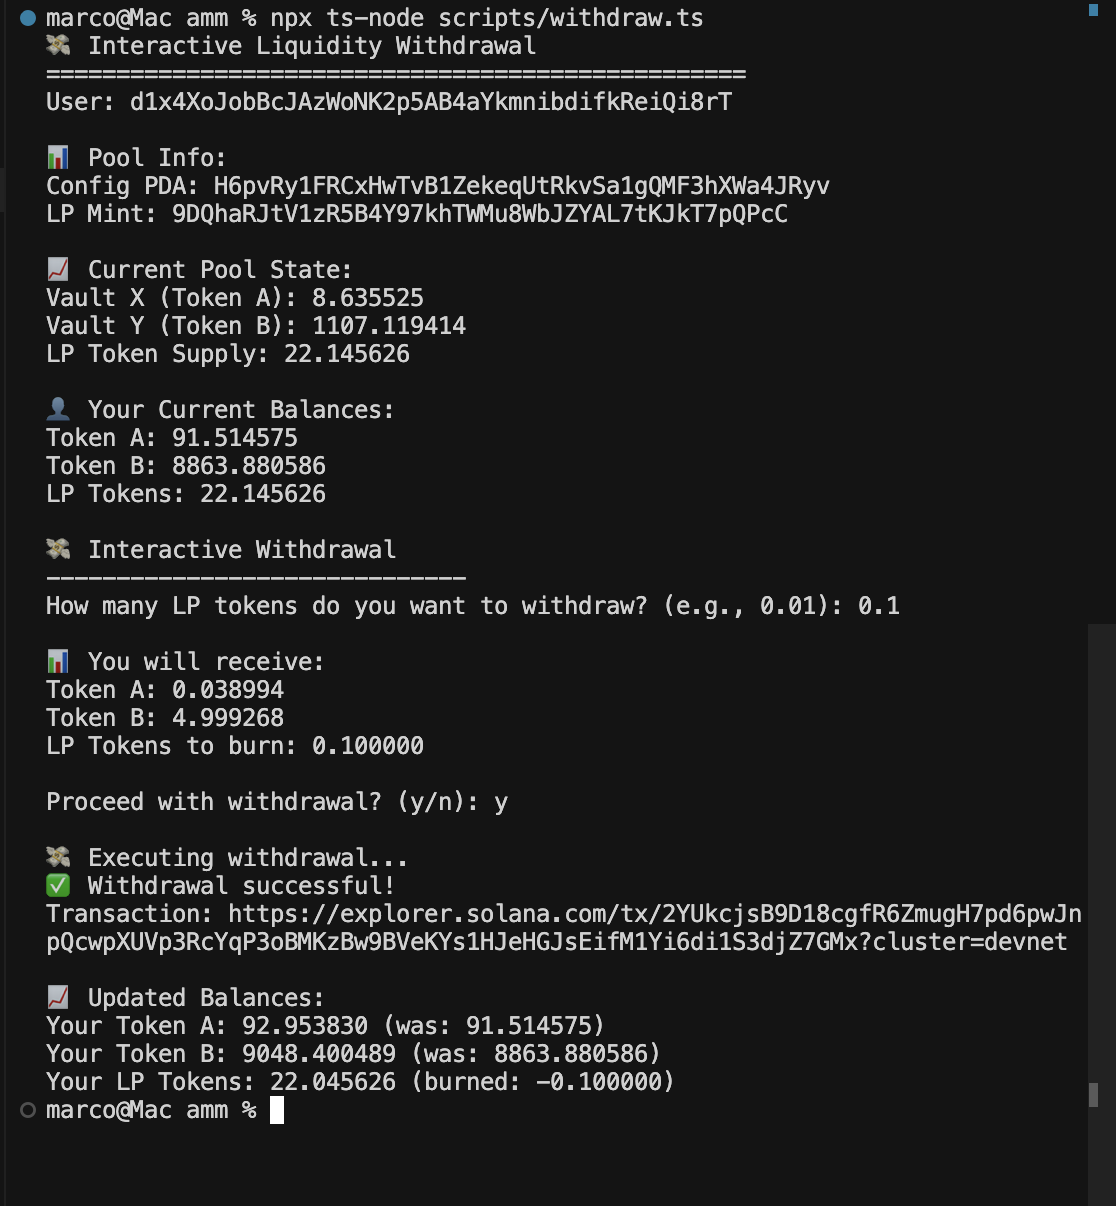 marco@Mac amm % npx ts-node scripts/withdraw.ts
💸 Interactive Liquidity Withdrawal
==================================================
User: d1x4XoJobBcJAzWoNK2p5AB4aYkmnibdifkReiQi8rT
📊 Pool Info:
Config PDA: H6pvRy1FRCxHwTvB1ZekeqUtRkvSa1gQMF3hXWa4JRyv
LP Mint: 9DQhaRJtV1zR5B4Y97khTWMu8WbJZYAL7tKJkT7pQPcC
📈 Current Pool State:
Vault X (Token A): 8.635525
Vault Y (Token B): 1107.119414
LP Token Supply: 22.145626
👤 Your Current Balances:
Token A: 91.514575
Token B: 8863.880586
LP Tokens: 22.145626
💸 Interactive Withdrawal
------------------------------
How many LP tokens do you want to withdraw? (e.g., 0.01): 0.1
📊 You will receive:
Token A: 0.038994
Token B: 4.999268
LP Tokens to burn: 0.100000
Proceed with withdrawal? (y/n): y
💸 Executing withdrawal...
✅ Withdrawal successful!
Transaction: https://explorer.solana.com/tx/2YUkcjsB9D18cgfR6ZmugH7pd6pwJn
pQcwpXUVp3RcYqP3oBMKzBw9BVeKYs1HJeHGJsEifM1Yi6di1S3djZ7GMx?cluster=devnet
📈 Updated Balances:
Your Token A: 92.953830 (was: 91.514575)
Your Token B: 9048.400489 (was: 8863.880586)
Your LP Tokens: 22.045626 (burned: -0.100000)
marco@Mac amm %